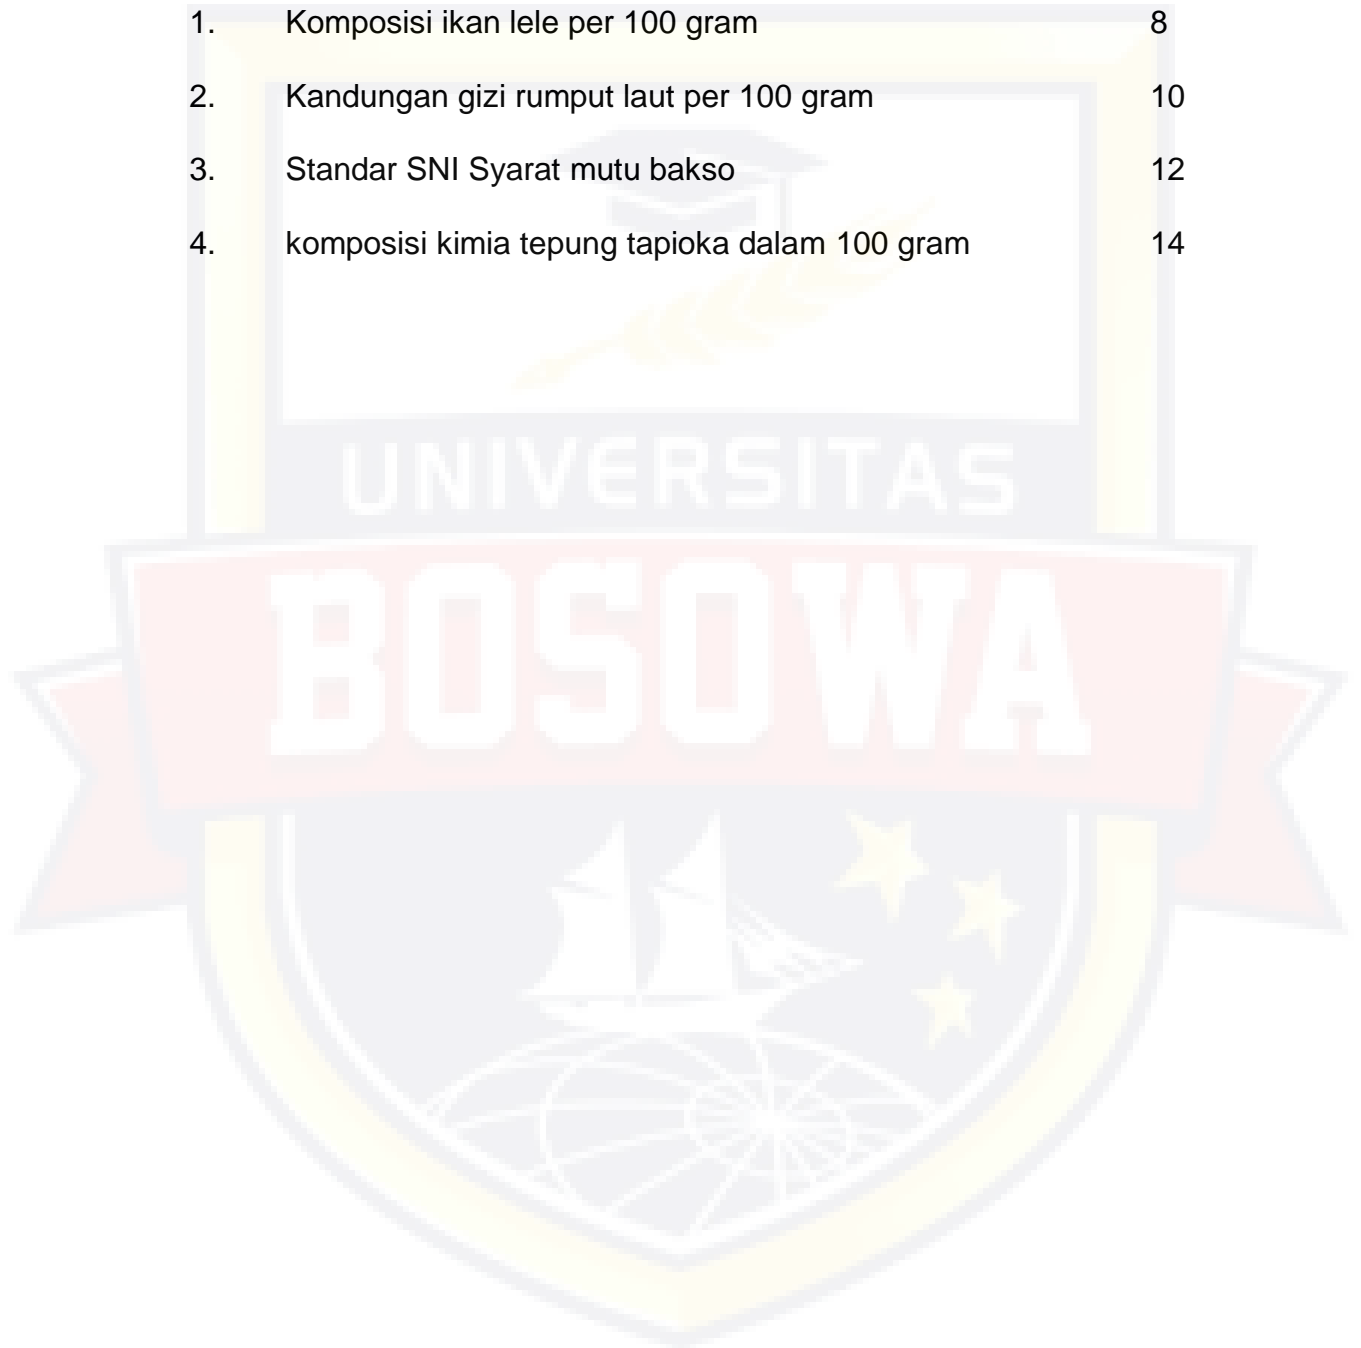 1. Komposisi ikan lele per 100 gram 8
2. Kandungan gizi rumput laut per 100 gram 10
3. Standar SNI Syarat mutu bakso 12
4. komposisi kimia tepung tapioka dalam 100 gram 14
UNIVERSITAS
BOSOWA